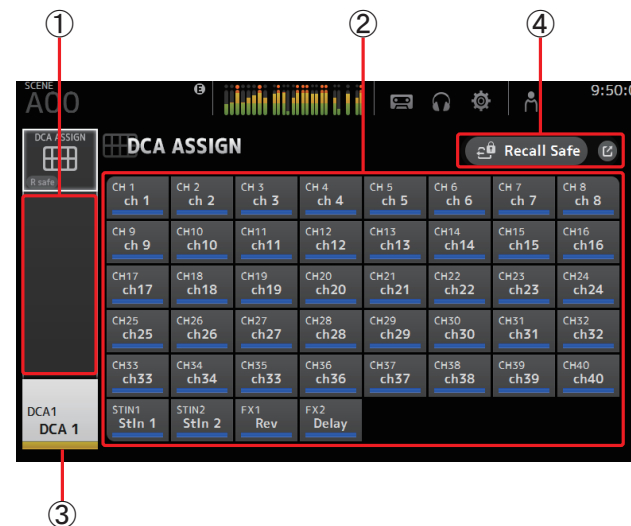 ① ② ④
SCENE
A00
E
9:50:0
DCA ASSIGN
R safe
DCA ASSIGN
Recall Safe
CH 1 CH 2 CH 3 CH 4 CH 5 CH 6 CH 7 CH 8
ch 1 ch 2 ch 3 ch 4 ch 5 ch 6 ch 7 ch 8
CH 9 CH10 CH11 CH12 CH13 CH14 CH15 CH16
ch 9 ch10 ch11 ch12 ch13 ch14 ch15 ch16
CH17 CH18 CH19 CH20 CH21 CH22 CH23 CH24
ch17 ch18 ch19 ch20 ch21 ch22 ch23 ch24
CH25 CH26 CH27 CH28 CH29 CH30 CH31 CH32
ch25 ch26 ch27 ch28 ch29 ch30 ch31 ch32
CH33 CH34 CH35 CH36 CH37 CH38 CH39 CH40
ch33 ch34 ch33 ch36 ch37 ch38 ch39 ch40
STIN1 STIN2 FX1 FX2
StIn 1 StIn 2 Rev Delay
DCA1
DCA 1
③